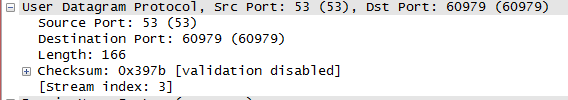 User Datagram Protocol, Src Port: 53 (53), Dst Port: 60979 (60979)
Source Port: 53 (53)
Destination Port: 60979 (60979)
Length: 166
Checksum: 0x397b [validation disabled]
[Stream index: 3]